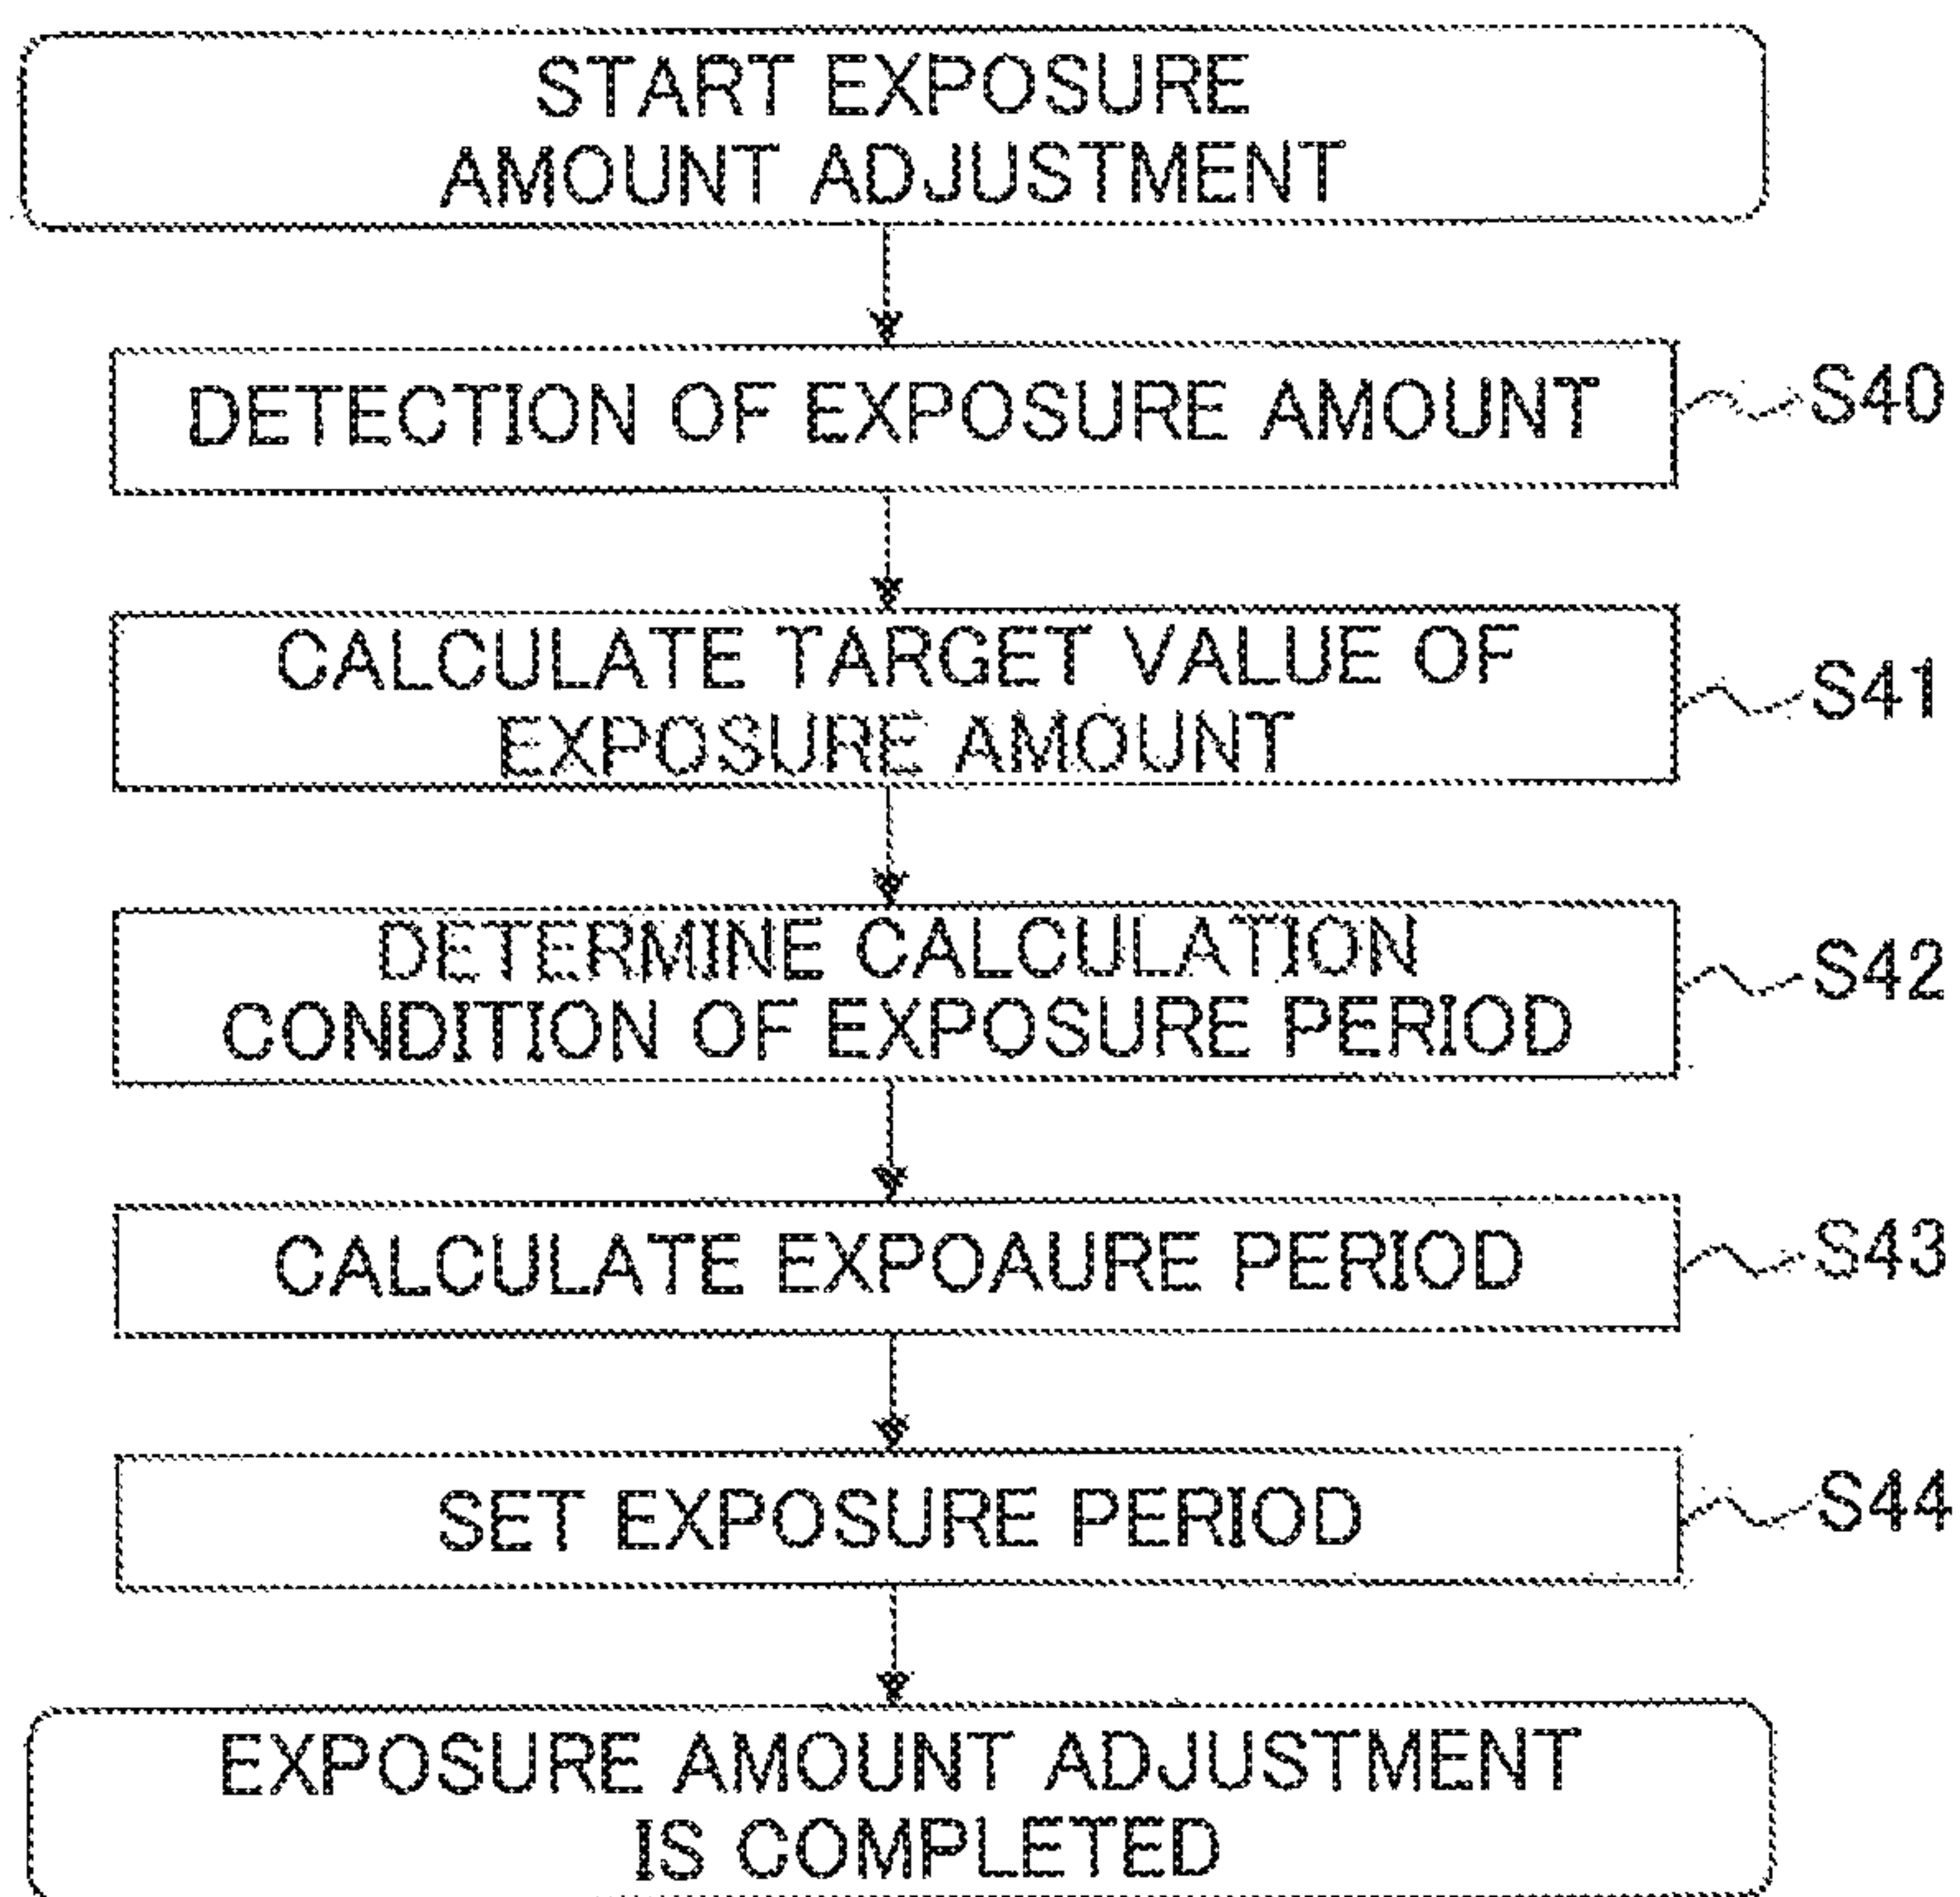 START EXPOSURE
AMOUNT ADJUSTMENT
DETECTION OF EXPOSURE AMOUNT
S40
CALCULATE TARGET VALUE OF
EXPOSURE AMOUNT
S41
DETERMINE CALCULATION
CONDITION OF EXPOSURE PERIOD
S42
CALCULATE EXPOAURE PERIOD
S43
SET EXPOSURE PERIOD
S44
EXPOSURE AMOUNT ADJUSTMENT
IS COMPLETED